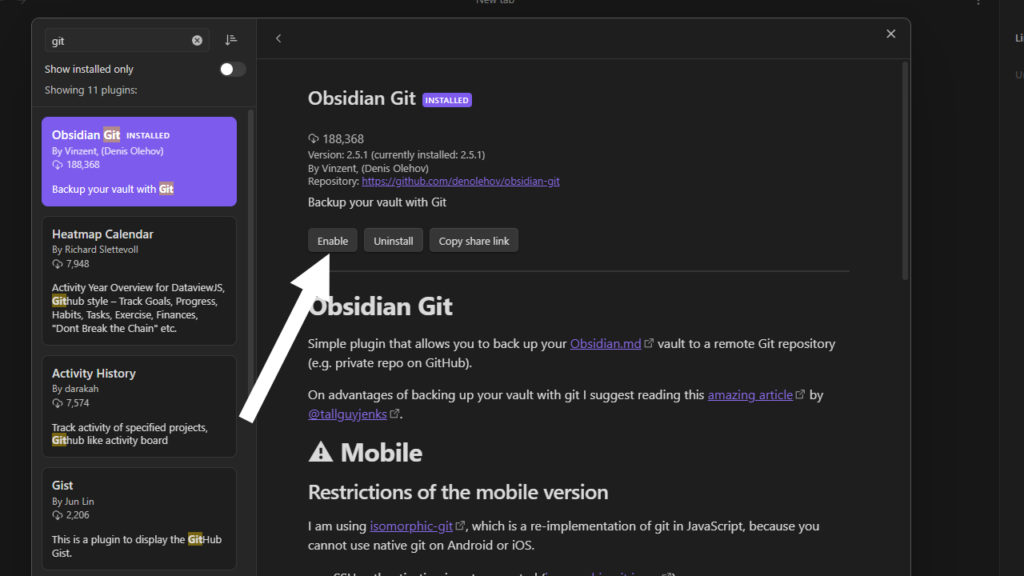 New tab
git
Show installed only
Showing 11 plugins:
Obsidian Git INSTALLED
By Vinzent, (Denis Olehov)
188,368
Backup your vault with Git
Heatmap Calendar
By Richard Slettevoll
7,948
Activity Year Overview for DataviewJS,
Github style – Track Goals, Progress,
Habits, Tasks, Exercise, Finances,
"Dont Break the Chain" etc.
Activity History
By darakah
7,574
Track activity of specified projects,
Github like activity board
Gist
By Jun Lin
2,206
This is a plugin to display the GitHub
Gist.
Obsidian Git INSTALLED
188,368
Version: 2.5.1 (currently installed: 2.5.1)
By Vinzent, (Denis Olehov)
Repository: https://github.com/denolehov/obsidian-git
Backup your vault with Git
Enable Uninstall Copy share link
Obsidian Git
Simple plugin that allows you to back up your Obsidian.md vault to a remote Git repository
(e.g. private repo on GitHub).
On advantages of backing up your vault with git I suggest reading this amazing article by
@tallguyjenks.
Mobile
Restrictions of the mobile version
I am using isomorphic-git, which is a re-implementation of git in JavaScript, because you
cannot use native git on Android or iOS.